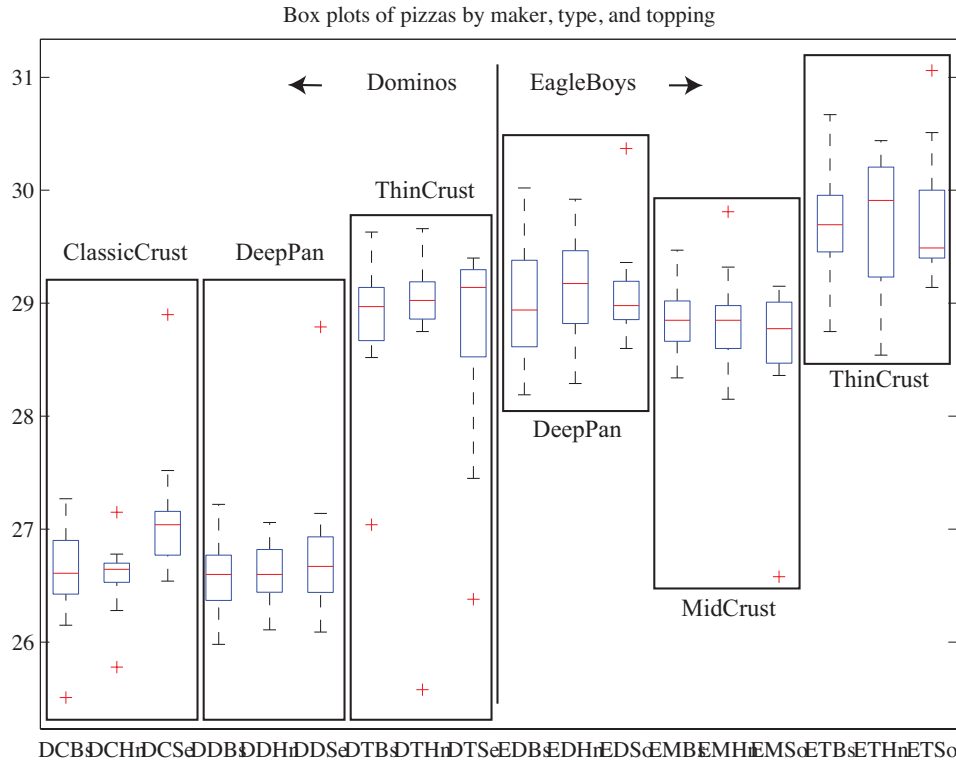 Box plots of pizzas by maker, type, and topping
31
30
29
28
27
26
← Dominos
EagleBoys →
ClassicCrust
DeepPan
ThinCrust
DeepPan
MidCrust
ThinCrust
DCBs DCHn DCSe DDBs DDHn DDSe DTBs DTHn DTSe EDBs EDHn EDSo EMBs EMHn EMSo ETBs ETHn ETSo